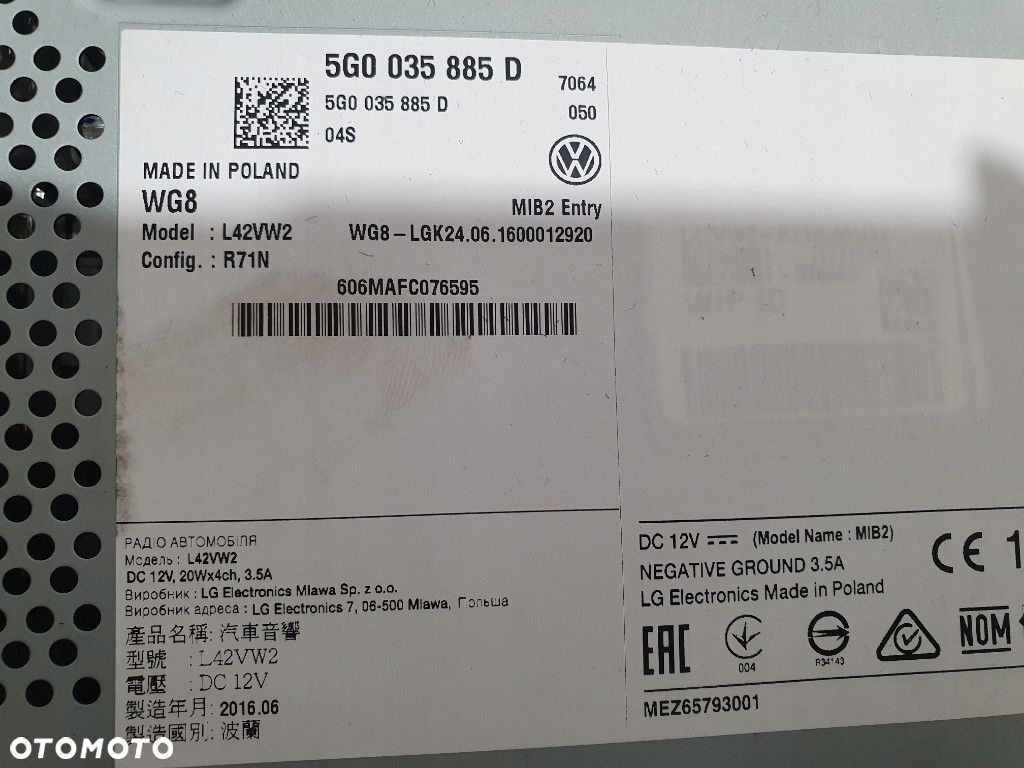 5G0 035 885 D
5G0 035 885 D
04S
7064
050
MADE IN POLAND
WG8
MIB2 Entry
Model : L42VW2
WG8-LGK24.06.1600012920
Config. : R71N
606MAFC076595
РАДІО АВТОМОБІЛЯ
Модель : L42VW2
DC 12V, 20Wx4ch, 3.5A
Виробник : LG Electronics Mlawa Sp. z o.o.
Виробник адреса : LG Electronics 7, 06-500 Mlawa, Польша
產品名稱: 汽車音響
型號 : L42VW2
電壓 : DC 12V
製造年月: 2016.06
製造國別: 波蘭
DC 12V (Model Name : MIB2)
NEGATIVE GROUND 3.5A
LG Electronics Made in Poland
CE 1
EAC
004
R34143
NOM
MEZ65793001
OTOMOTO